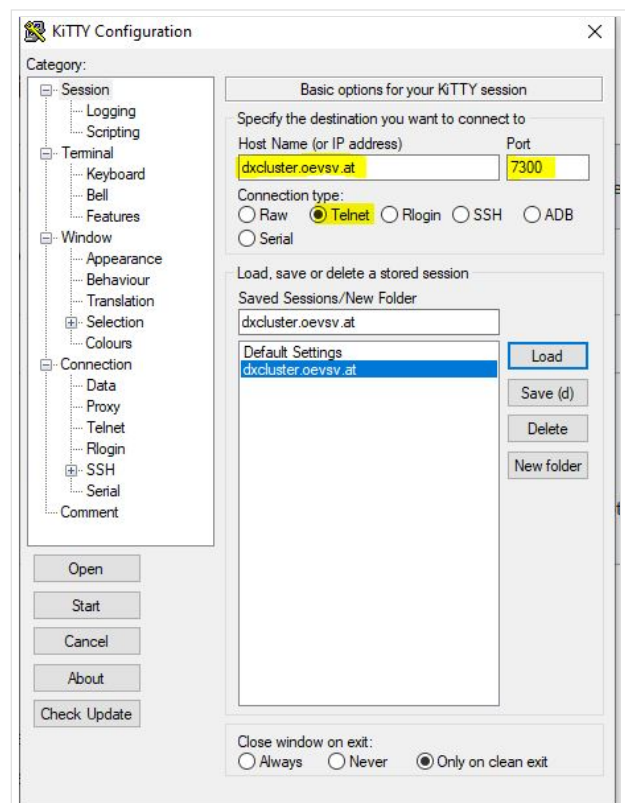 KiTTY Configuration
Category:
Session
Logging
Scripting
Terminal
Keyboard
Bell
Features
Window
Appearance
Behaviour
Translation
Selection
Colours
Connection
Data
Proxy
Telnet
Rlogin
SSH
Serial
Comment
Open
Start
Cancel
About
Check Update
Basic options for your KiTTY session
Specify the destination you want to connect to
Host Name (or IP address) Port
dxcluster.oevsv.at 7300
Connection type:
Raw Telnet Rlogin SSH ADB
Serial
Load, save or delete a stored session
Saved Sessions/New Folder
dxcluster.oevsv.at
Default Settings
dxcluster.oevsv.at
Load
Save (d)
Delete
New folder
Close window on exit:
Always Never Only on clean exit